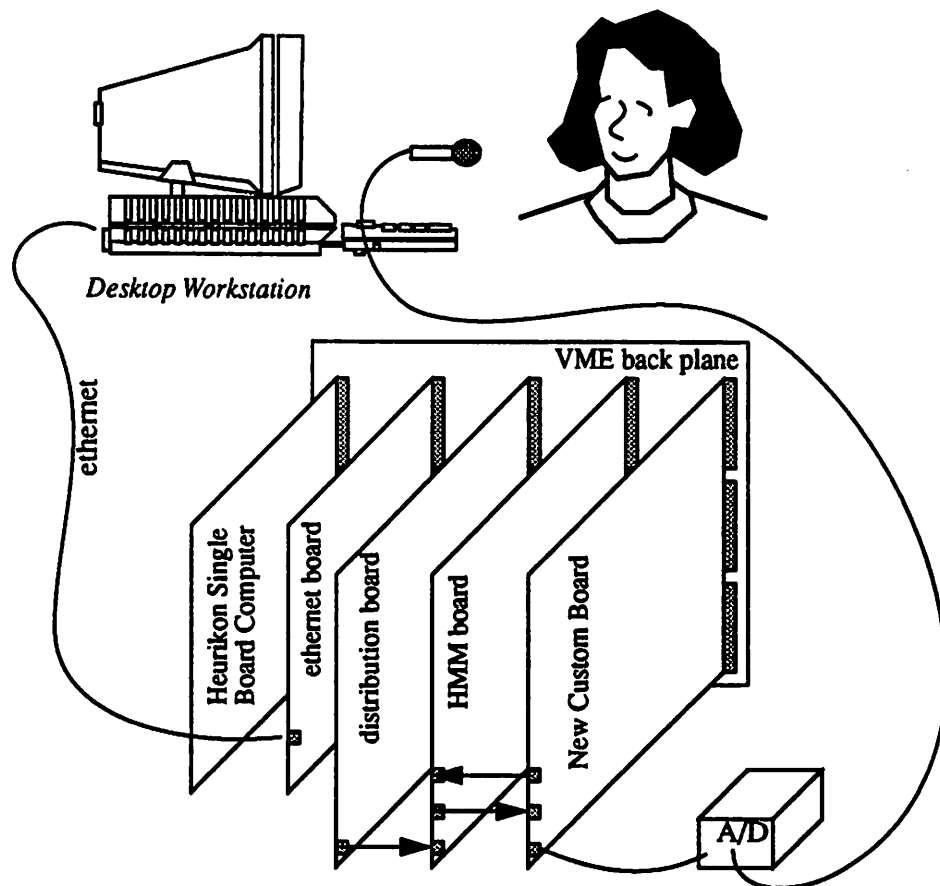 Desktop Workstation
VME back plane
ethernet
Heurikon Single
Board Computer
ethernet board
distribution board
HMM board
New Custom Board
A/D